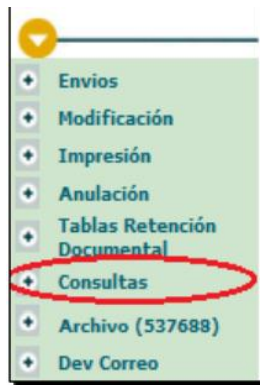 Envios
Modificación
Impresión
Anulación
Tablas Retención
Documental
Consultas
Archivo (537688)
Dev Correo